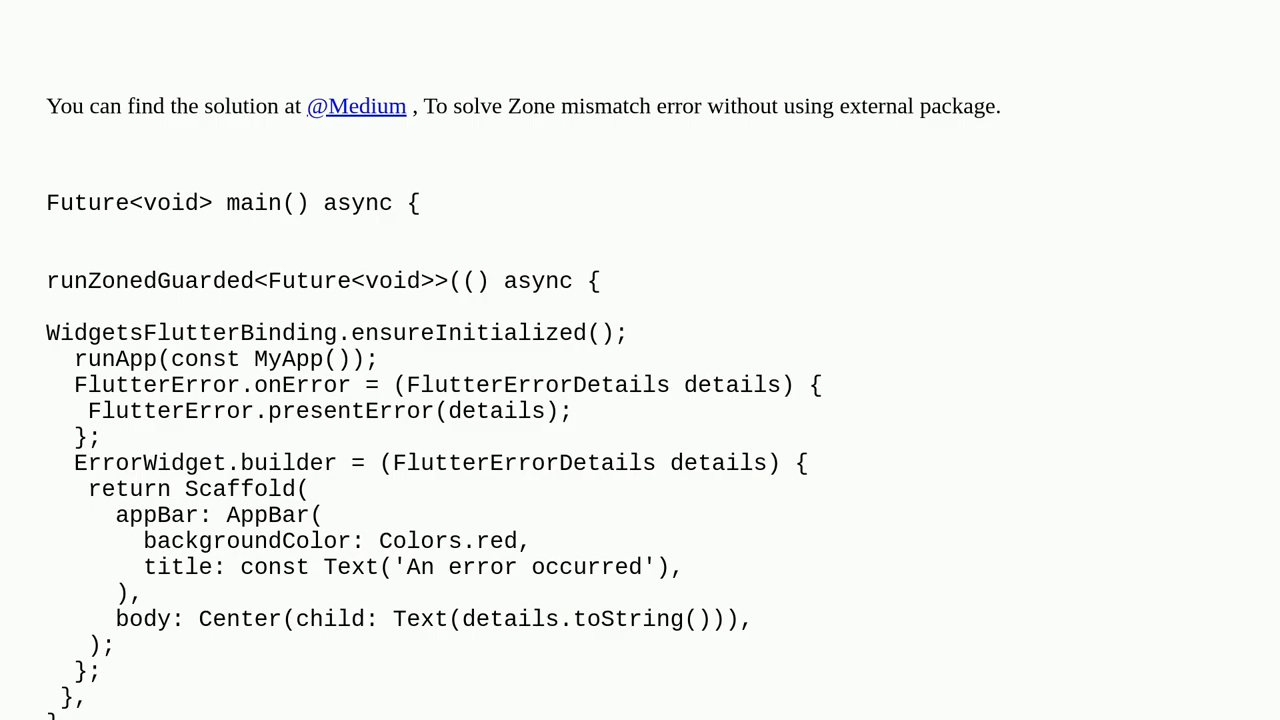 You can find the solution at @Medium , To solve Zone mismatch error without using external package.
Future<void> main() async {
runZonedGuarded<Future<void>>(() async {
WidgetsFlutterBinding.ensureInitialized();
runApp(const MyApp());
FlutterError.onError = (FlutterErrorDetails details) {
FlutterError.presentError(details);
};
ErrorWidget.builder = (FlutterErrorDetails details) {
return Scaffold(
appBar: AppBar(
backgroundColor: Colors.red,
title: const Text('An error occurred'),
),
body: Center(child: Text(details.toString())),
);
};
},